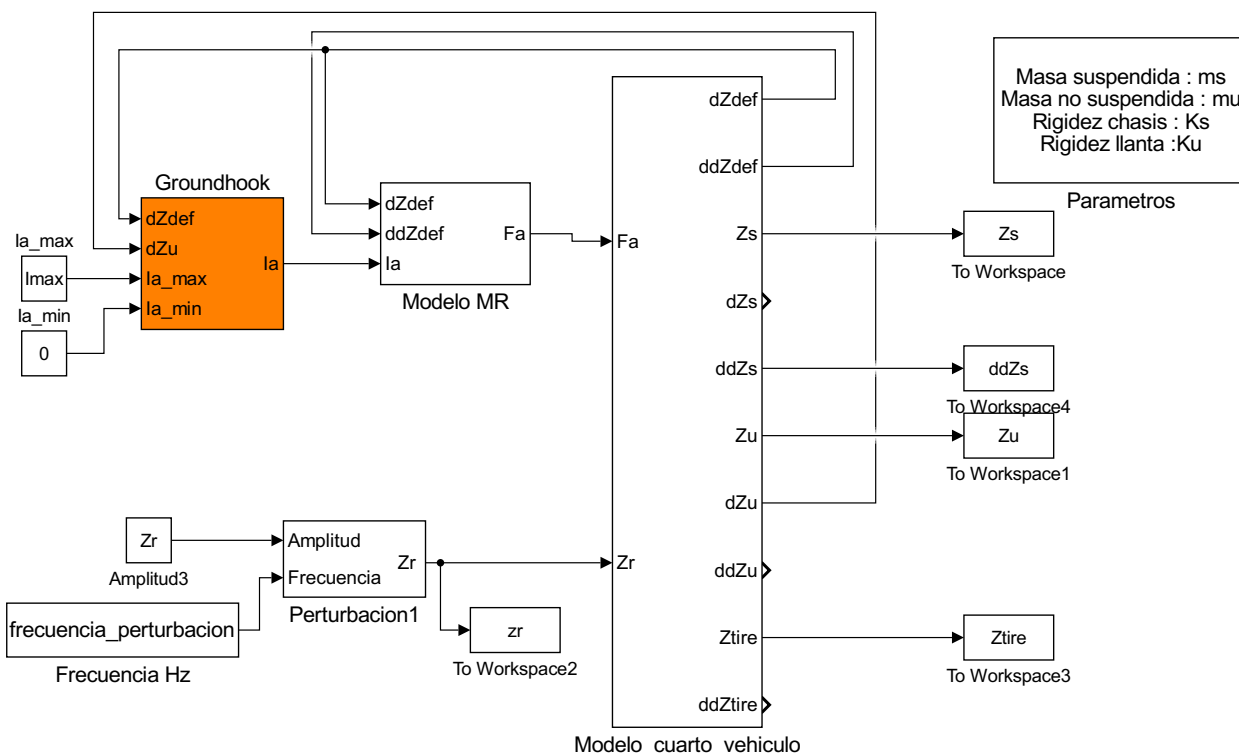 dZdef
ddZdef
Zs
dZs
ddZs
Zu
dZu
ddZu
Ztire
ddZtire
Fa
Zr
Modelo_cuarto_vehiculo
Masa suspendida : ms
Masa no suspendida : mu
Rigidez chasis : Ks
Rigidez llanta :Ku
Parametros
Groundhook
dZdef
dZu
Ia_max
Ia_min
Ia
Ia_max
Imax
Ia_min
0
dZdef
ddZdef
Ia
Fa
Modelo MR
Zs
To Workspace
ddZs
To Workspace4
Zu
To Workspace1
Zr
Amplitud3
Amplitud
Frecuencia
Zr
Perturbacion1
frecuencia_perturbacion
Frecuencia Hz
zr
To Workspace2
Ztire
To Workspace3